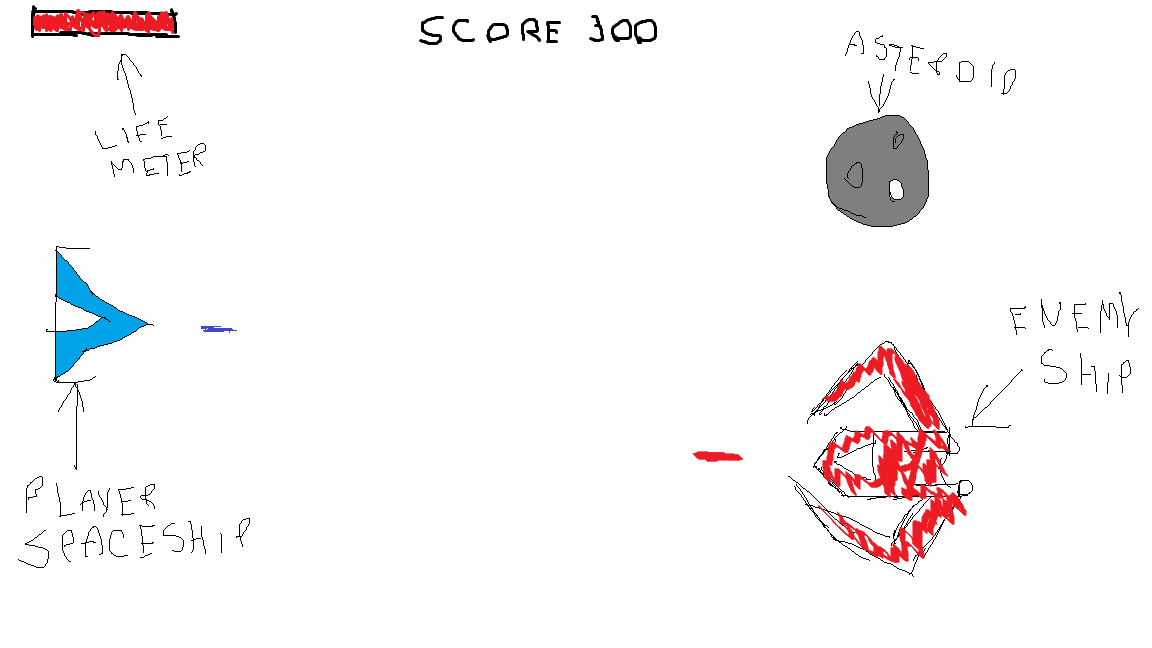 SCORE 300
ASTEROID
LIFE
METER
ENEMY
SHIP
PLAYER
SPACESHIP